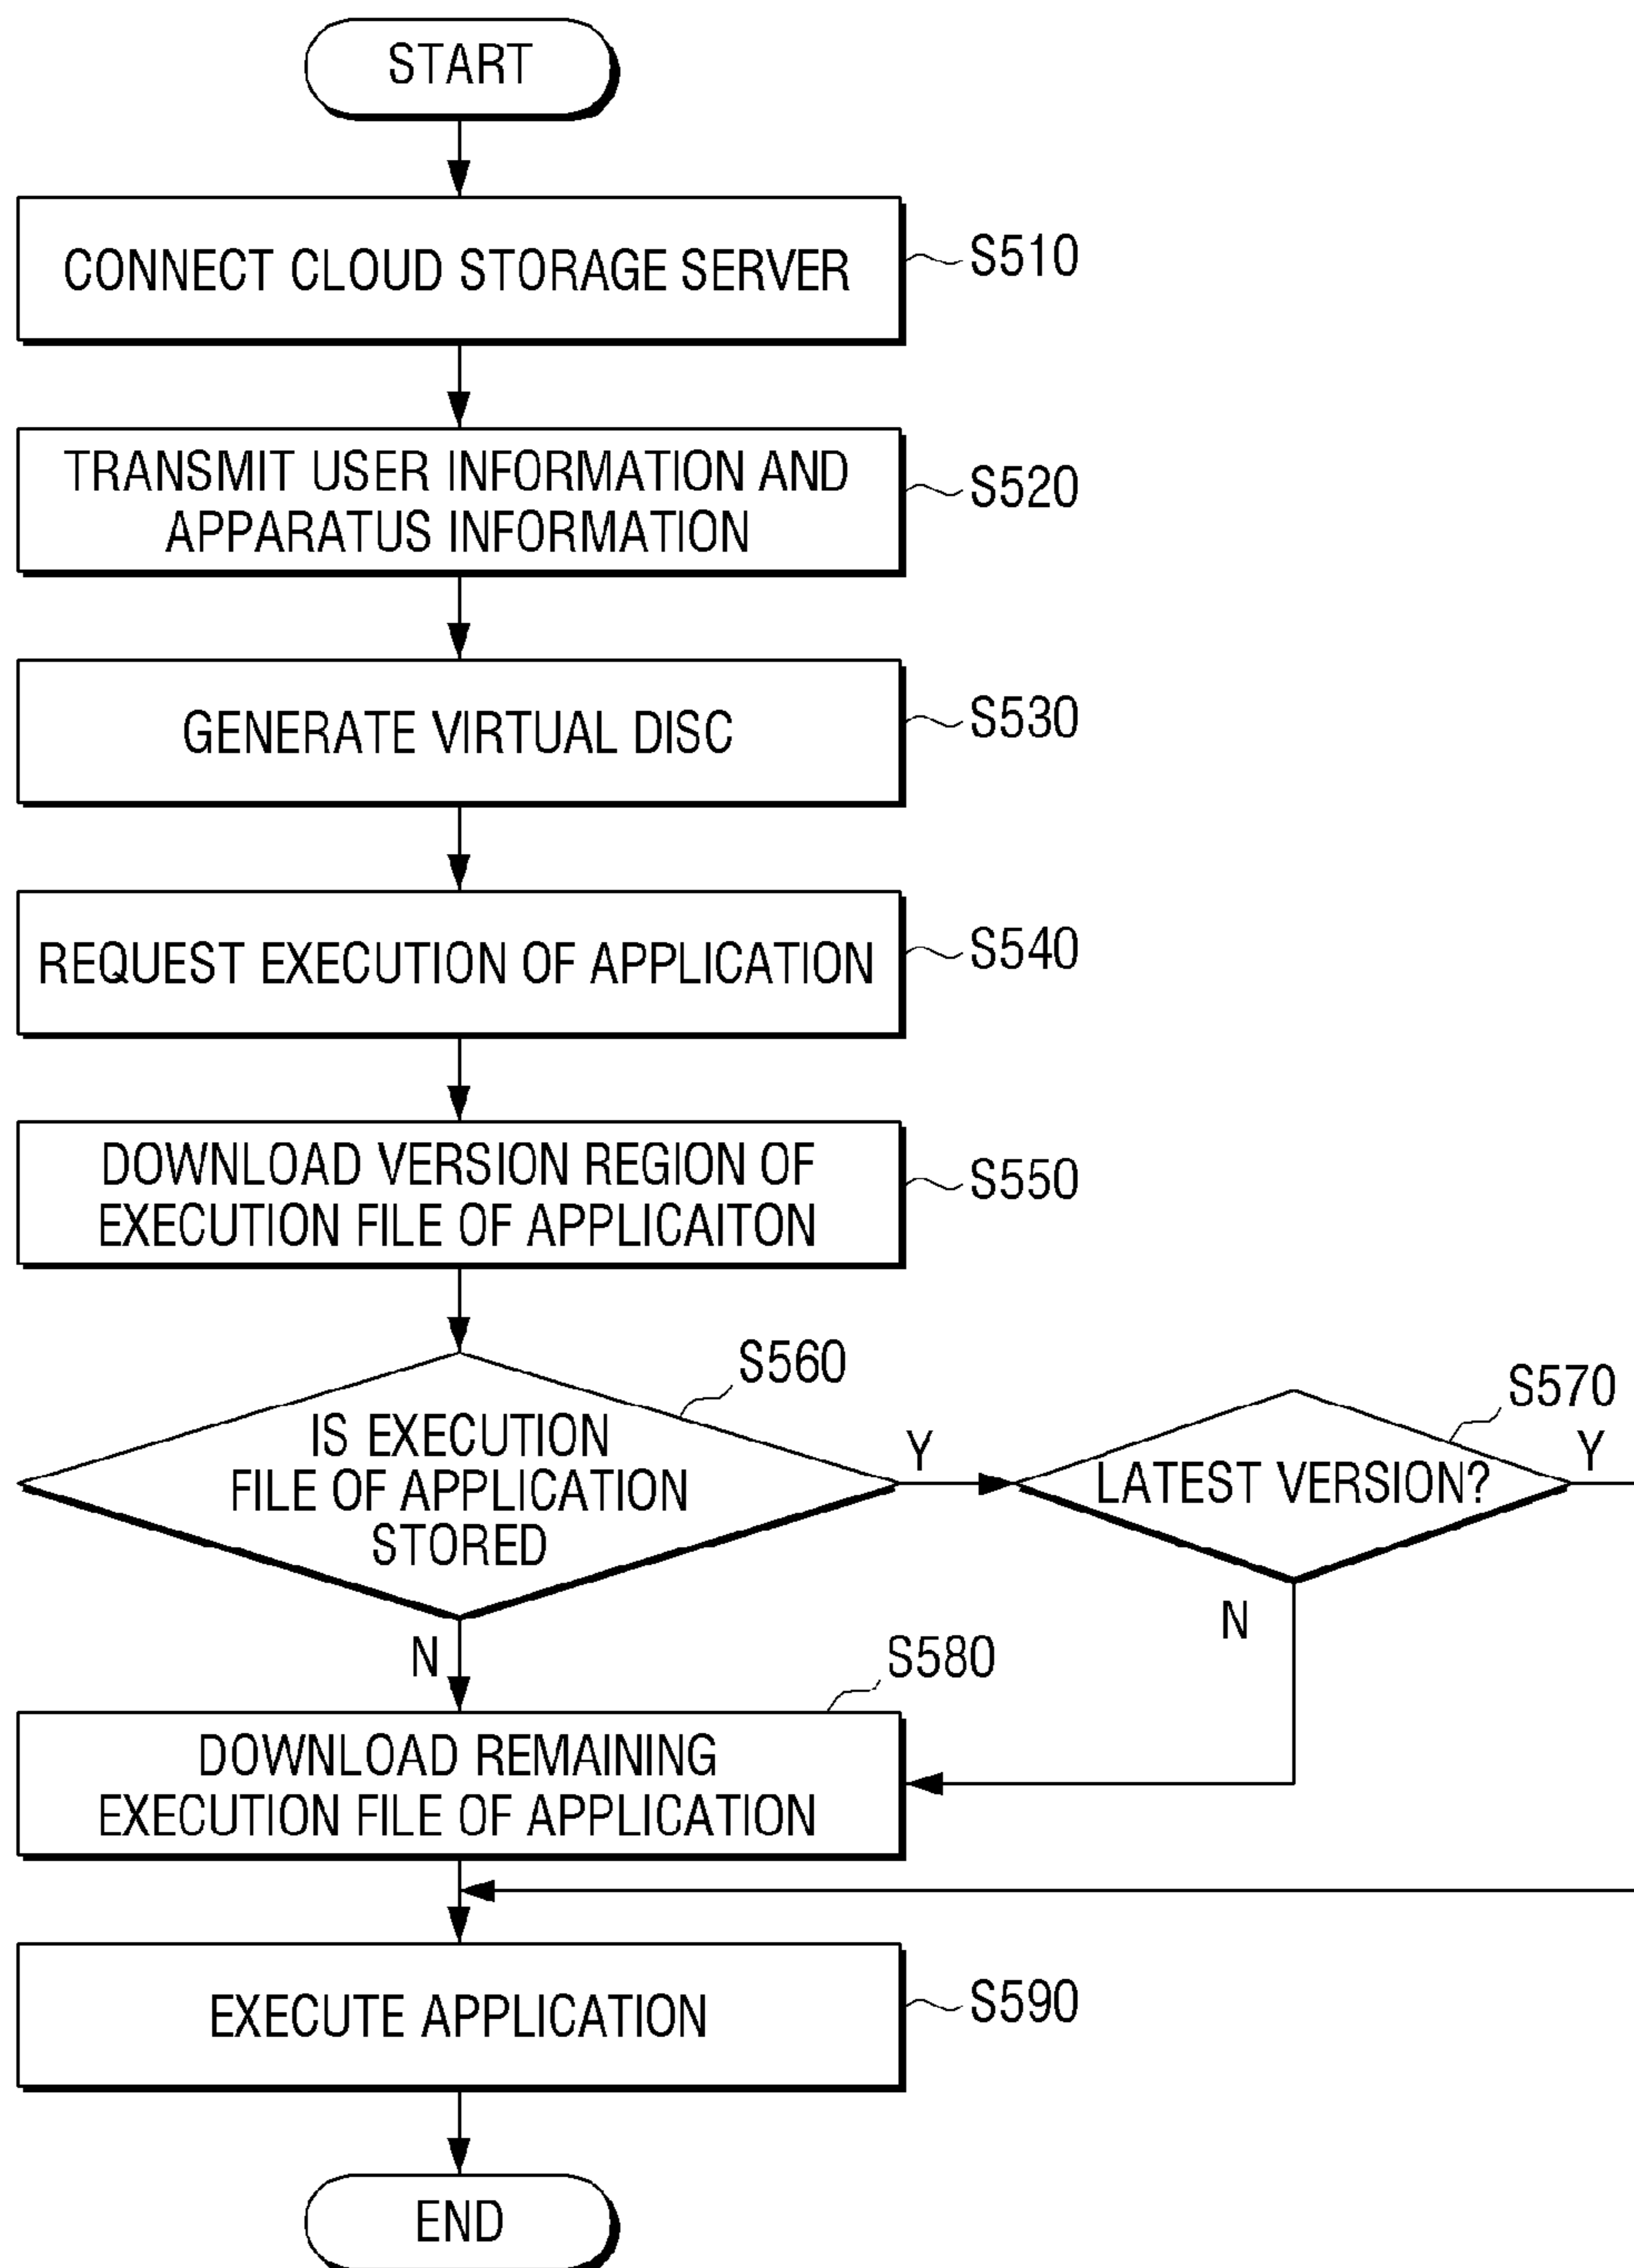 START
CONNECT CLOUD STORAGE SERVER
S510
TRANSMIT USER INFORMATION AND
APPARATUS INFORMATION
S520
GENERATE VIRTUAL DISC
S530
REQUEST EXECUTION OF APPLICATION
S540
DOWNLOAD VERSION REGION OF
EXECUTION FILE OF APPLICAITON
S550
S560
IS EXECUTION
FILE OF APPLICATION
STORED
Y
S570
LATEST VERSION?
Y
N
N
S580
DOWNLOAD REMAINING
EXECUTION FILE OF APPLICATION
EXECUTE APPLICATION
S590
END